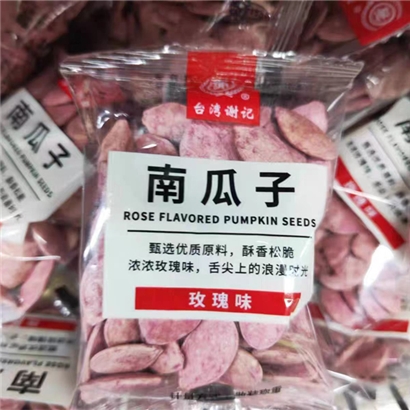 台湾谢记
南瓜子
ROSE FLAVORED PUMPKIN SEEDS
甄选优质原料，酥香松脆
浓浓玫瑰味，舌尖上的浪漫时光
玫瑰味
南
南